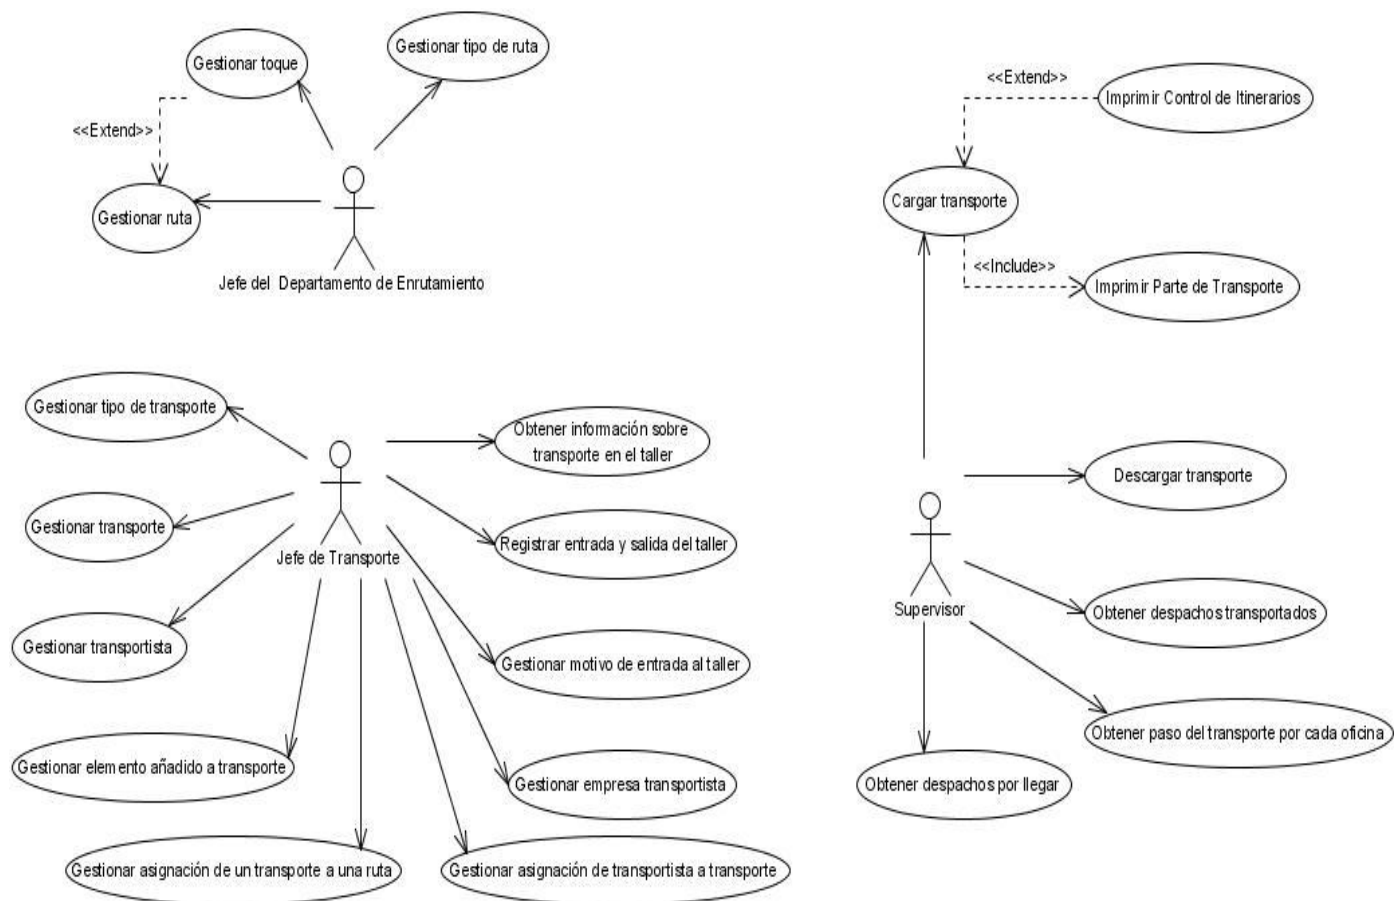 Gestionar toque
Gestionar tipo de ruta
<<Extend>>
Gestionar ruta
Jefe del Departamento de Enrutamiento
<<Extend>>
Imprimir Control de Itinerarios
Cargar transporte
<<Include>>
Imprimir Parte de Transporte
Gestionar tipo de transporte
Obtener información sobre
transporte en el taller
Gestionar transporte
Registrar entrada y salida del taller
Jefe de Transporte
Gestionar transportista
Gestionar motivo de entrada al taller
Gestionar elemento añadido a transporte
Gestionar empresa transportista
Gestionar asignación de un transporte a una ruta
Gestionar asignación de transportista a transporte
Descargar transporte
Supervisor
Obtener despachos transportados
Obtener paso del transporte por cada oficina
Obtener despachos por llegar